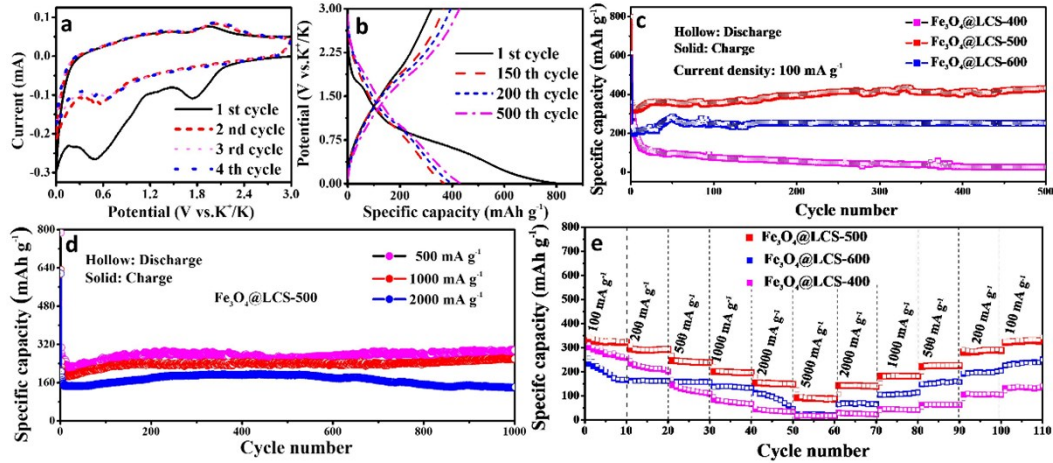 a
0.1
0.0
-0.1
-0.2
-0.3
Current (mA)
1 st cycle
2 nd cycle
3 rd cycle
4 th cycle
0.0 0.6 1.2 1.8 2.4 3.0
Potential (V vs.K⁺/K)
b
3.0
2.4
1.8
1.2
0.6
0.0
Potential (V vs.K⁺/K)
1 st cycle
150 th cycle
200 th cycle
500 th cycle
0 200 400 600 800
Specific capacity (mAh g⁻¹)
c
800
600
400
200
0
Specific capacity (mAh g⁻¹)
Hollow: Discharge
Solid: Charge
Current density: 100 mA g⁻¹
Fe₃O₄@LCS-400
Fe₃O₄@LCS-500
Fe₃O₄@LCS-600
0 100 200 300 400 500
Cycle number
d
800
640
480
320
160
0
Specific capacity (mAh g⁻¹)
Hollow: Discharge
Solid: Charge
Fe₃O₄@LCS-500
500 mA g⁻¹
1000 mA g⁻¹
2000 mA g⁻¹
0 200 400 600 800 1000
Cycle number
e
800
700
600
500
400
300
200
100
0
Specifc capacity (mAh g⁻¹)
Fe₃O₄@LCS-500
Fe₃O₄@LCS-600
Fe₃O₄@LCS-400
100 mA g⁻¹
200 mA g⁻¹
500 mA g⁻¹
1000 mA g⁻¹
2000 mA g⁻¹
5000 mA g⁻¹
2000 mA g⁻¹
1000 mA g⁻¹
500 mA g⁻¹
200 mA g⁻¹
100 mA g⁻¹
0 10 20 30 40 50 60 70 80 90 100 110
Cycle number